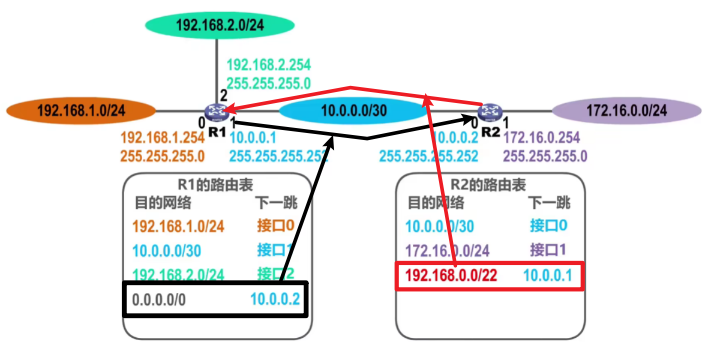 192.168.2.0/24
192.168.2.254
255.255.255.0
2
192.168.1.0/24
0
R1
1
10.0.0.0/30
0
R2
1
172.16.0.0/24
192.168.1.254
255.255.255.0
10.0.0.1
255.255.255.252
10.0.0.2
255.255.255.252
172.16.0.254
255.255.255.0
R1的路由表
目的网络 下一跳
192.168.1.0/24 接口0
10.0.0.0/30 接口1
192.168.2.0/24 接口2
0.0.0.0/0 10.0.0.2
R2的路由表
目的网络 下一跳
10.0.0.0/30 接口0
172.16.0.0/24 接口1
192.168.0.0/22 10.0.0.1